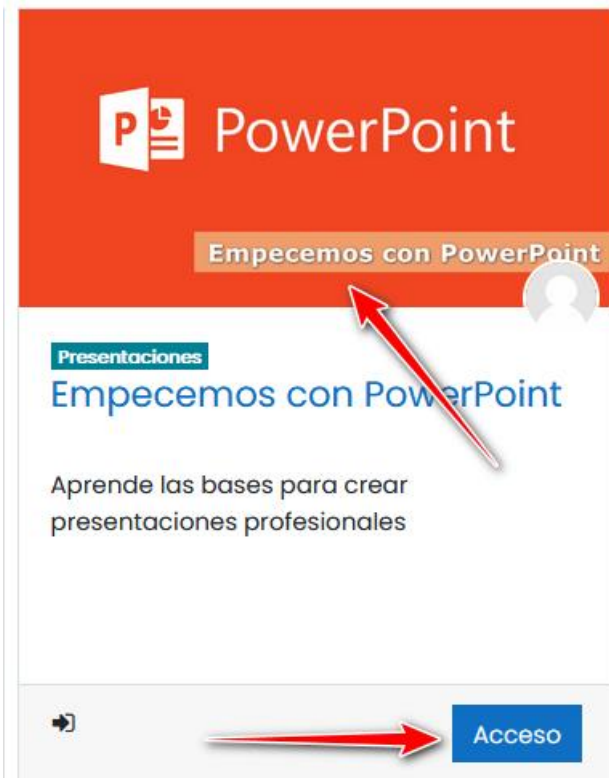 P PowerPoint
Empecemos con PowerPoint
Presentaciones
Empecemos con PowerPoint
Aprende las bases para crear
presentaciones profesionales
Acceso